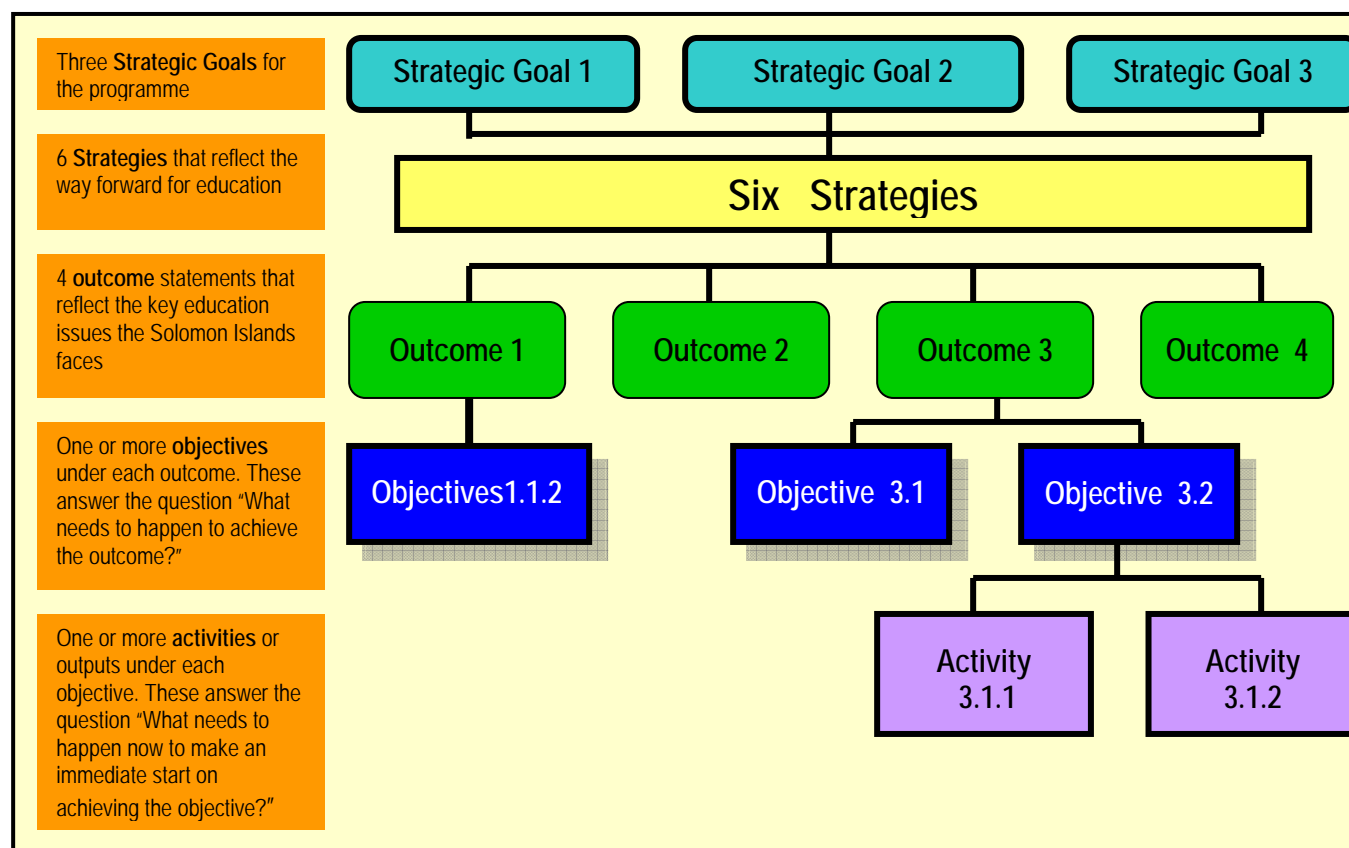 Three Strategic Goals for
the programme
Strategic Goal 1
Strategic Goal 2
Strategic Goal 3
6 Strategies that reflect the
way forward for education
Six Strategies
4 outcome statements that
reflect the key education
issues the Solomon Islands
faces
Outcome 1
Outcome 2
Outcome 3
Outcome 4
One or more objectives
under each outcome. These
answer the question "What
needs to happen to achieve
the outcome?"
Objectives1.1.2
Objective 3.1
Objective 3.2
One or more activities or
outputs under each
objective. These answer the
question "What needs to
happen now to make an
immediate start on
achieving the objective?"
Activity
3.1.1
Activity
3.1.2